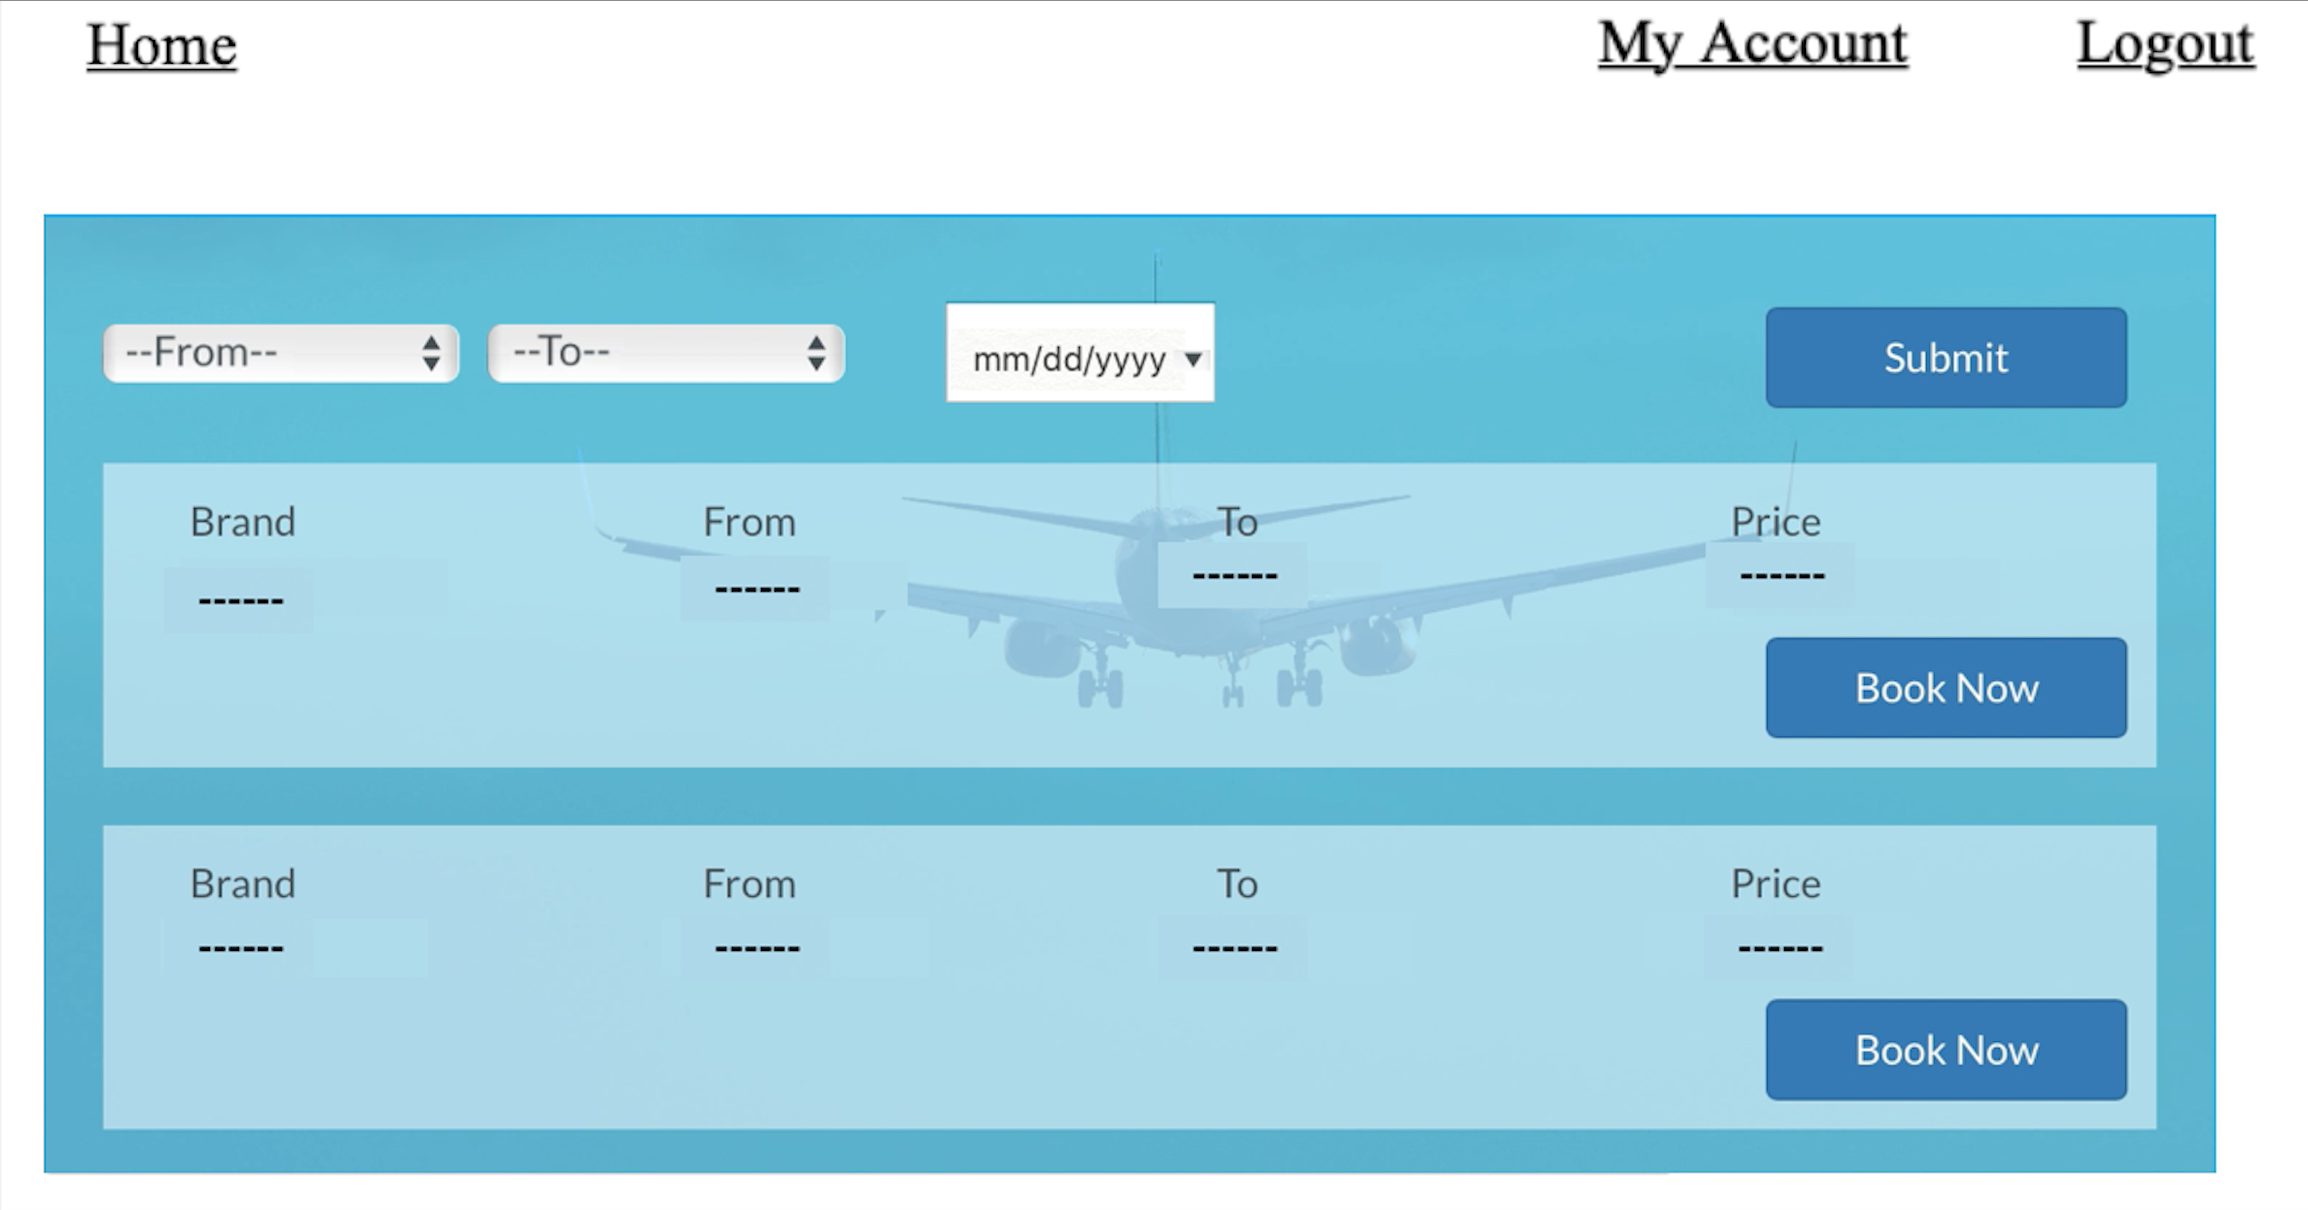 Home My Account Logout
--From-- --To-- mm/dd/yyyy Submit
Brand From To Price
------ ------ ------ ------
Book Now
Brand From To Price
------ ------ ------ ------
Book Now